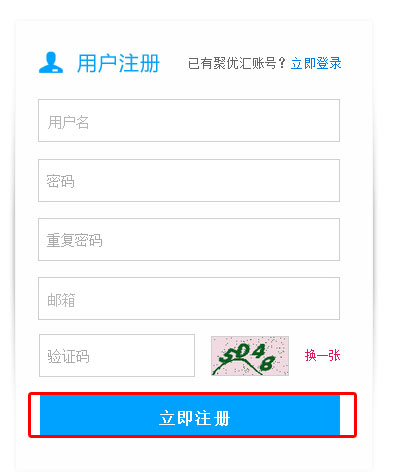 用户注册 已有聚优汇账号？立即登录
用户名
密码
重复密码
邮箱
验证码 5048 换一张
立即注册